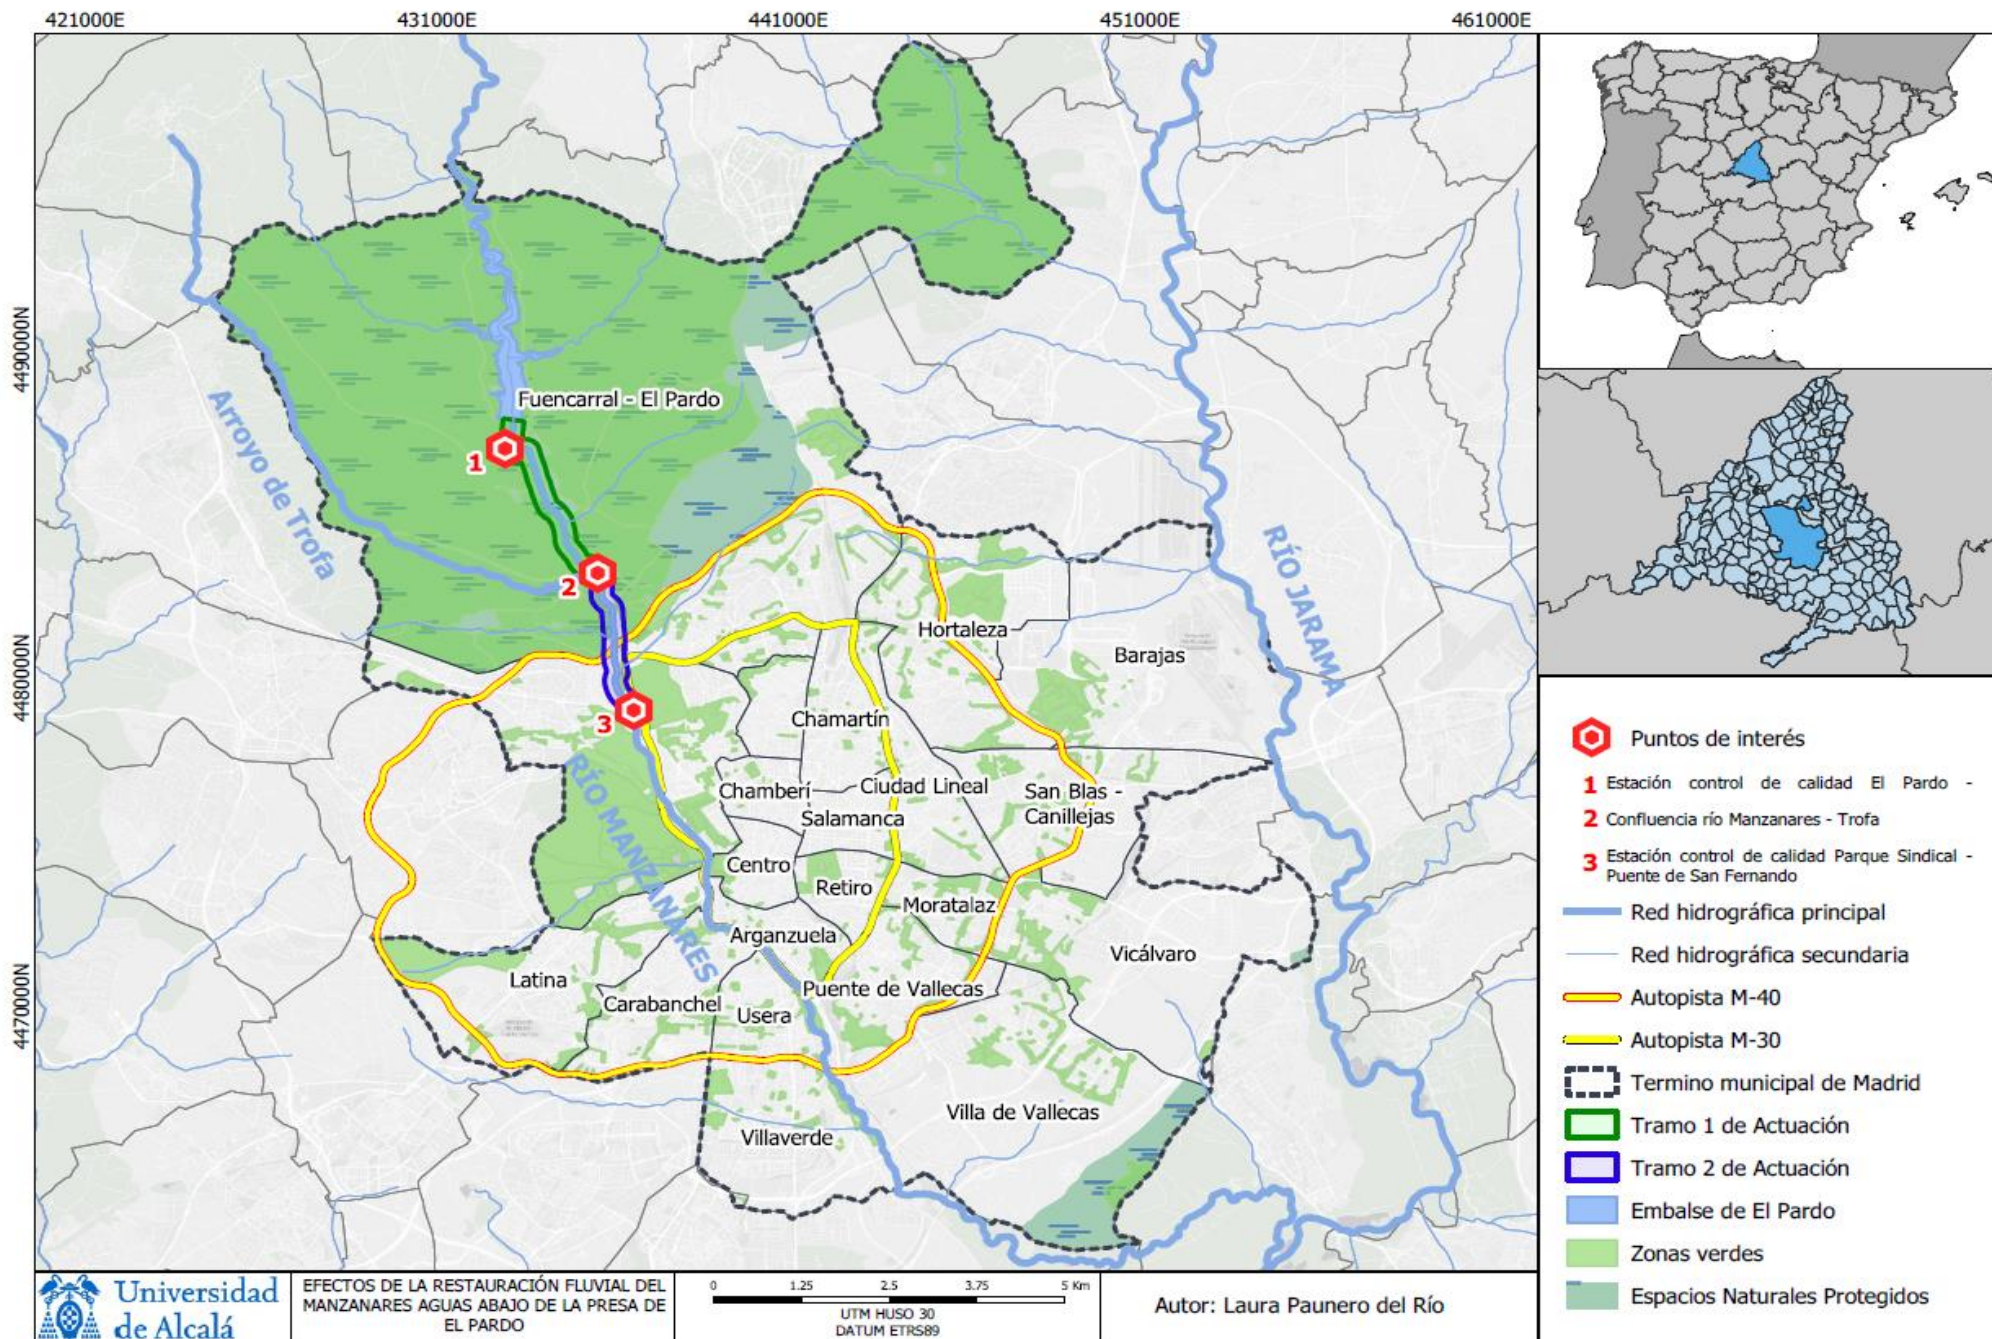 421000E
431000E
441000E
451000E
461000E
4490000N
4480000N
4470000N
Arroyo de Trofa
Fuencarral - El Pardo
1
2
3
RÍO JARAMA
RÍO MANZANARES
Hortaleza
Barajas
Chamartín
Chamberí
Ciudad Lineal
San Blas -
Canillejas
Salamanca
Centro
Retiro
Moratalaz
Arganzuela
Vicálvaro
Latina
Carabanchel
Puente de Vallecas
Usera
Villa de Vallecas
Villaverde
Puntos de interés
1 Estación control de calidad El Pardo -
2 Confluencia río Manzanares - Trofa
3 Estación control de calidad Parque Sindical -
Puente de San Fernando
Red hidrográfica principal
Red hidrográfica secundaria
Autopista M-40
Autopista M-30
Termino municipal de Madrid
Tramo 1 de Actuación
Tramo 2 de Actuación
Embalse de El Pardo
Zonas verdes
Espacios Naturales Protegidos
Universidad
de Alcalá
EFECTOS DE LA RESTAURACIÓN FLUVIAL DEL
MANZANARES AGUAS ABAJO DE LA PRESA DE
EL PARDO
0 1.25 2.5 3.75 5 Km
UTM HUSO 30
DATUM ETRS89
Autor: Laura Paunero del Río